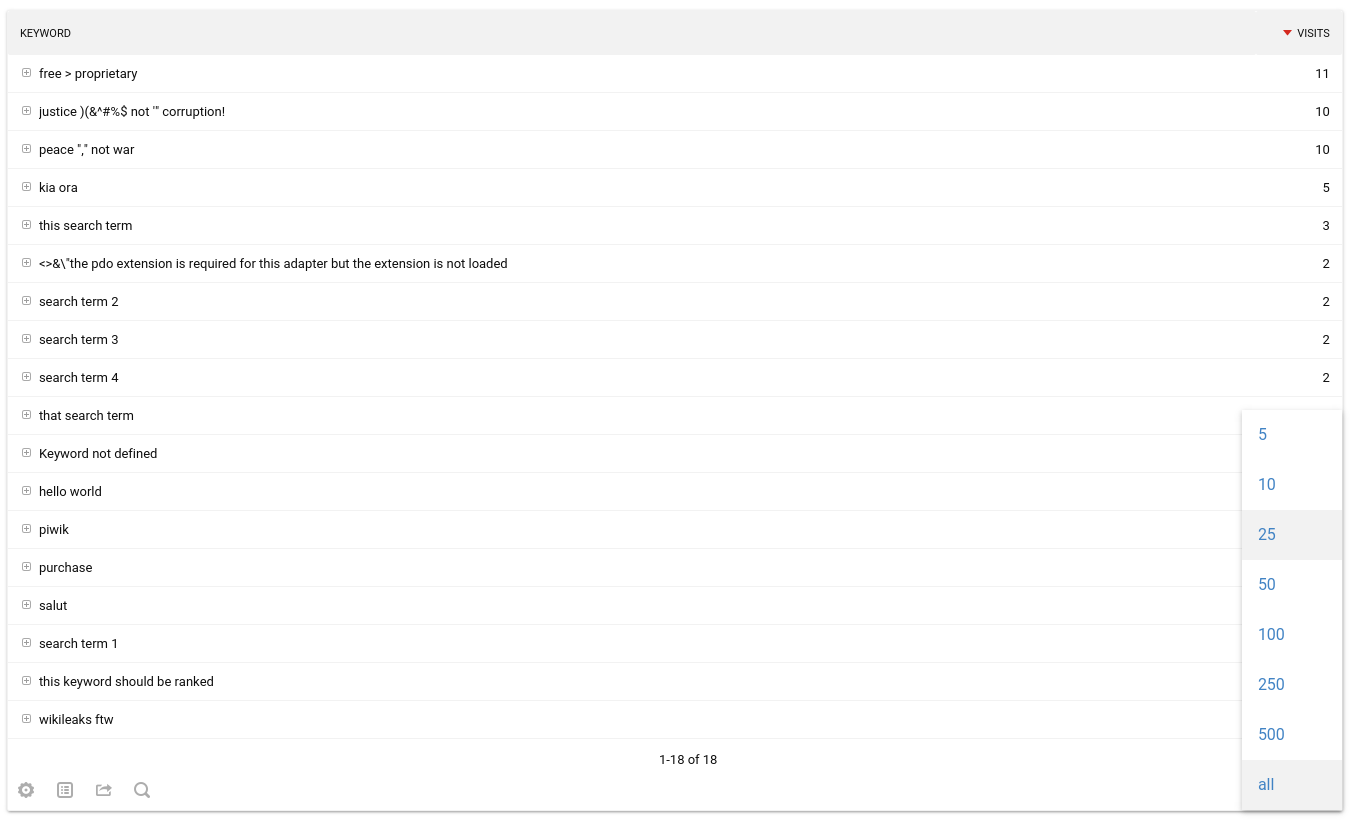 KEYWORD VISITS
free > proprietary 11
justice )(&^#%$ not '" corruption! 10
peace "," not war 10
kia ora 5
this search term 3
<>&\"the pdo extension is required for this adapter but the extension is not loaded 2
search term 2 2
search term 3 2
search term 4 2
that search term
5
Keyword not defined
10
hello world
25
piwik
purchase
50
salut
100
search term 1
this keyword should be ranked
250
wikileaks ftw
500
1-18 of 18
all